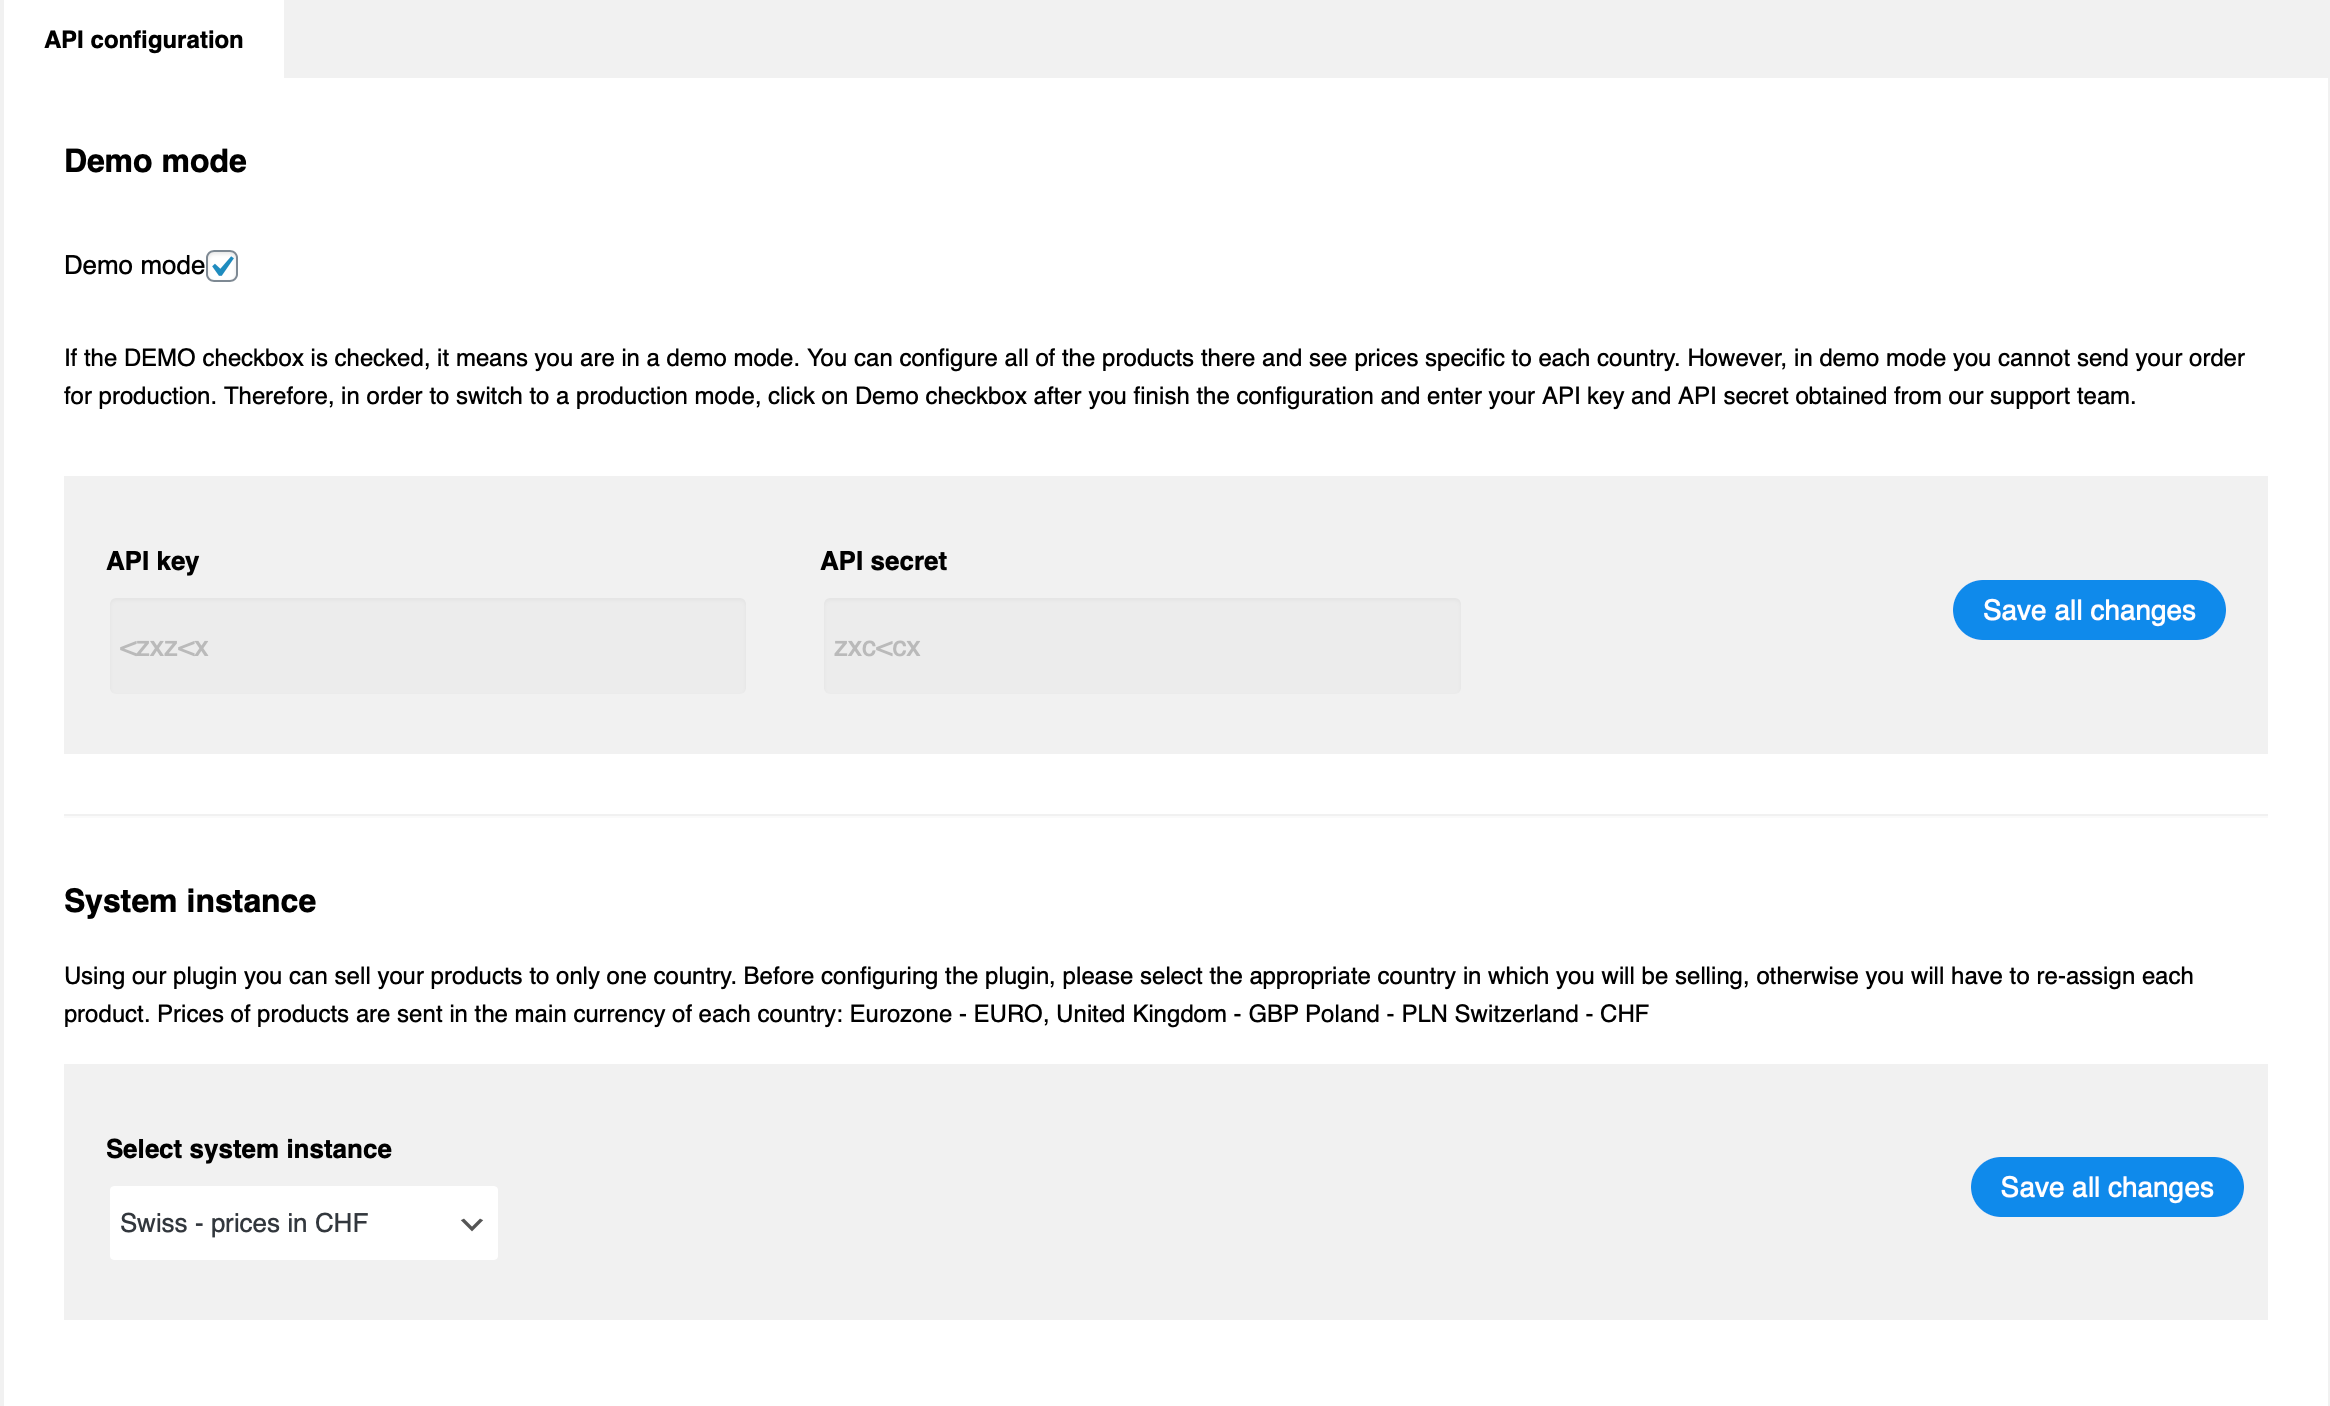 API configuration
Demo mode
Demo mode
If the DEMO checkbox is checked, it means you are in a demo mode. You can configure all of the products there and see prices specific to each country. However, in demo mode you cannot send your order
for production. Therefore, in order to switch to a production mode, click on Demo checkbox after you finish the configuration and enter your API key and API secret obtained from our support team.
API key
API secret
<zxz<x
zxc<cx
Save all changes
System instance
Using our plugin you can sell your products to only one country. Before configuring the plugin, please select the appropriate country in which you will be selling, otherwise you will have to re-assign each
product. Prices of products are sent in the main currency of each country: Eurozone - EURO, United Kingdom - GBP Poland - PLN Switzerland - CHF
Select system instance
Swiss - prices in CHF
Save all changes